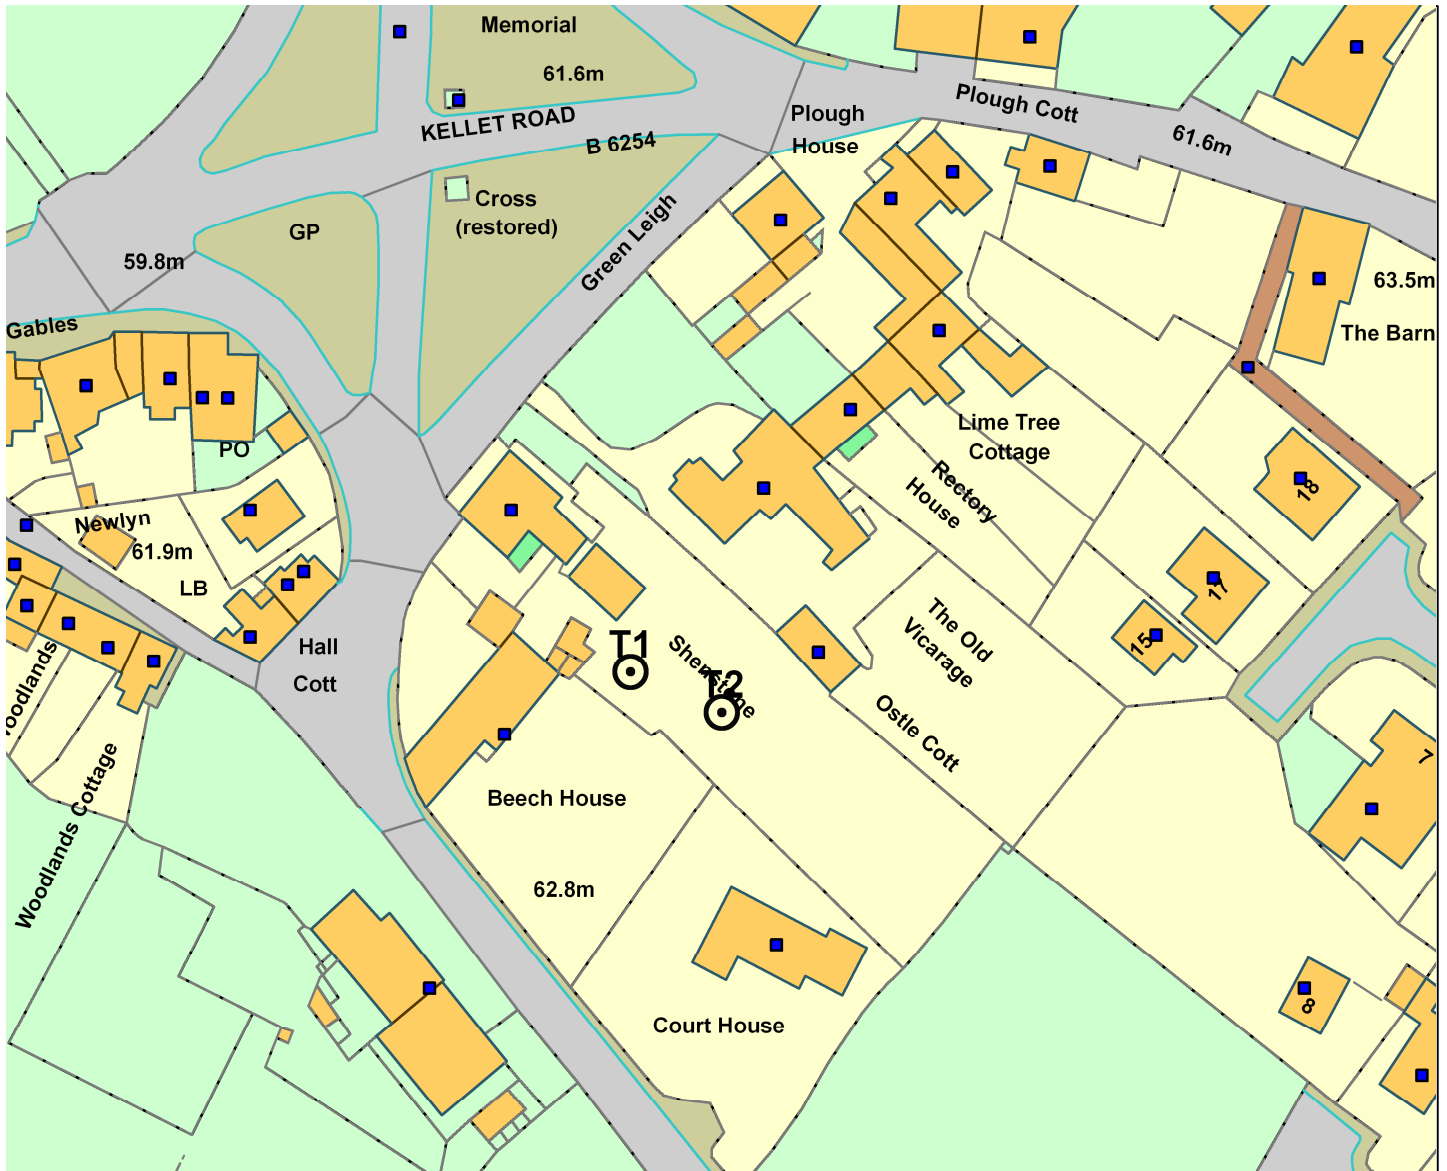 Memorial
61.6m
KELLET ROAD
B 6254
Plough
House
Plough Cott
61.6m
Cross
(restored)
GP
Green Leigh
59.8m
63.5m
Gables
The Barn
PO
Lime Tree
Cottage
Rectory
House
18
Newlyn
61.9m
LB
17
15
Hall
Cott
T1
Shenstone
T2
The Old
Vicarage
Ostle Cott
Woodlands
7
Woodlands Cottage
Beech House
62.8m
8
Court House